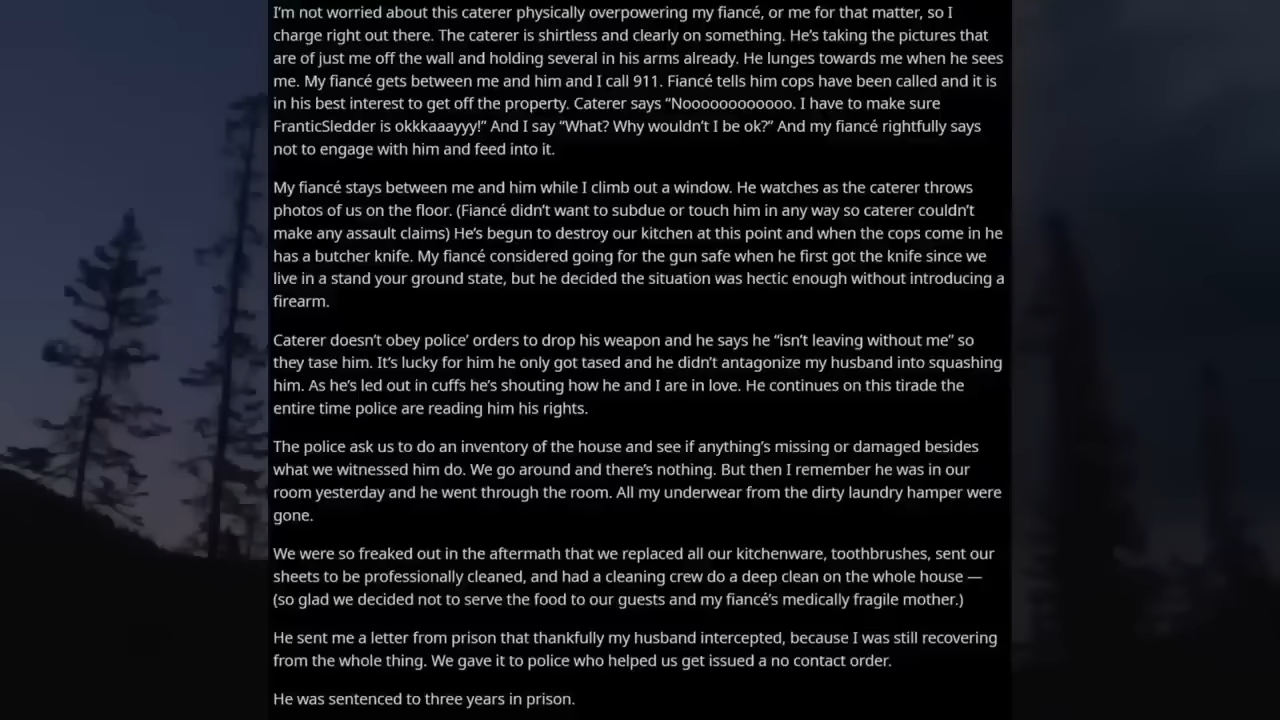 I'm not worried about this caterer physically overpowering my fiancé, or me for that matter, so I
charge right out there. The caterer is shirtless and clearly on something. He's taking the pictures that
are of just me off the wall and holding several in his arms already. He lunges towards me when he sees
me. My fiancé gets between me and him and I call 911. Fiancé tells him cops have been called and it is
in his best interest to get off the property. Caterer says “Nooooooooooo. I have to make sure
FranticSledder is okkkaaayyy!” And I say “What? Why wouldn't I be ok?” And my fiancé rightfully says
not to engage with him and feed into it.
My fiancé stays between me and him while I climb out a window. He watches as the caterer throws
photos of us on the floor. (Fiancé didn't want to subdue or touch him in any way so caterer couldn't
make any assault claims) He's begun to destroy our kitchen at this point and when the cops come in he
has a butcher knife. My fiancé considered going for the gun safe when he first got the knife since we
live in a stand your ground state, but he decided the situation was hectic enough without introducing a
firearm.
Caterer doesn't obey police' orders to drop his weapon and he says he “isn't leaving without me” so
they tase him. It's lucky for him he only got tased and he didn't antagonize my husband into squashing
him. As he's led out in cuffs he's shouting how he and I are in love. He continues on this tirade the
entire time police are reading him his rights.
The police ask us to do an inventory of the house and see if anything's missing or damaged besides
what we witnessed him do. We go around and there's nothing. But then I remember he was in our
room yesterday and he went through the room. All my underwear from the dirty laundry hamper were
gone.
We were so freaked out in the aftermath that we replaced all our kitchenware, toothbrushes, sent our
sheets to be professionally cleaned, and had a cleaning crew do a deep clean on the whole house —
(so glad we decided not to serve the food to our guests and my fiancé's medically fragile mother.)
He sent me a letter from prison that thankfully my husband intercepted, because I was still recovering
from the whole thing. We gave it to police who helped us get issued a no contact order.
He was sentenced to three years in prison.